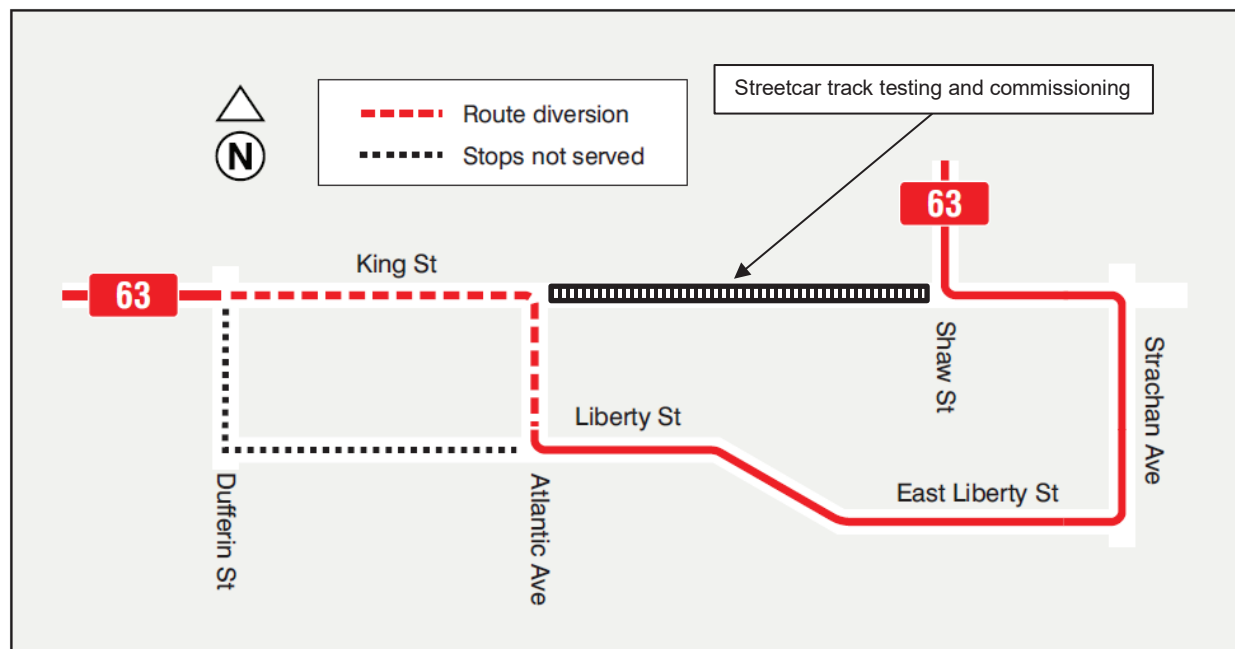 Streetcar track testing and commissioning
Route diversion
N
Stops not served
63
King St
63
Shaw St
Strachan Ave
Liberty St
Dufferin St
Atlantic Ave
East Liberty St